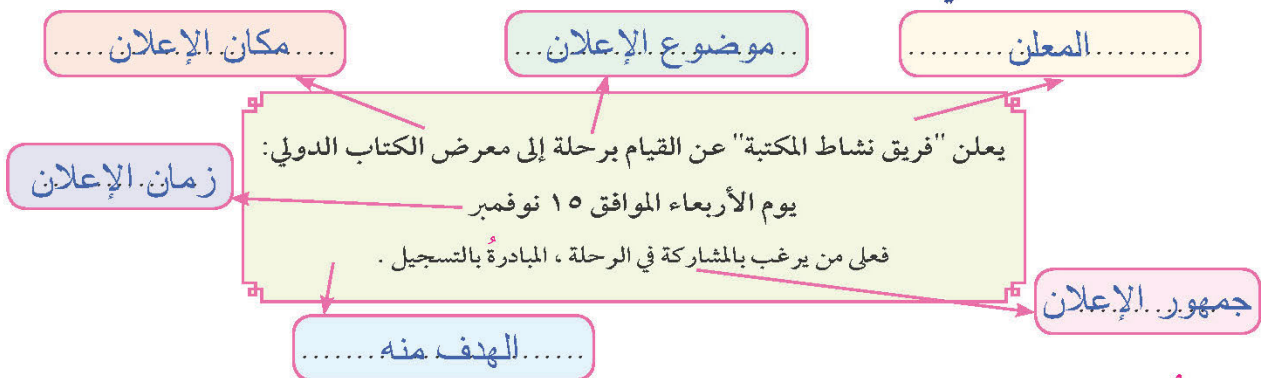 .........المعلن.........
..موضوع الإعلان...
....مكان الإعلان.....
يعلن "فريق نشاط المكتبة" عن القيام برحلة إلى معرض الكتاب الدولي:
يوم الأربعاء الموافق ١٥ نوفمبر
زمان الإعلان
فعلى من يرغب بالمشاركة في الرحلة ، المبادرةُ بالتسجيل .
جمهور الإعلان
......الهدف منه.......